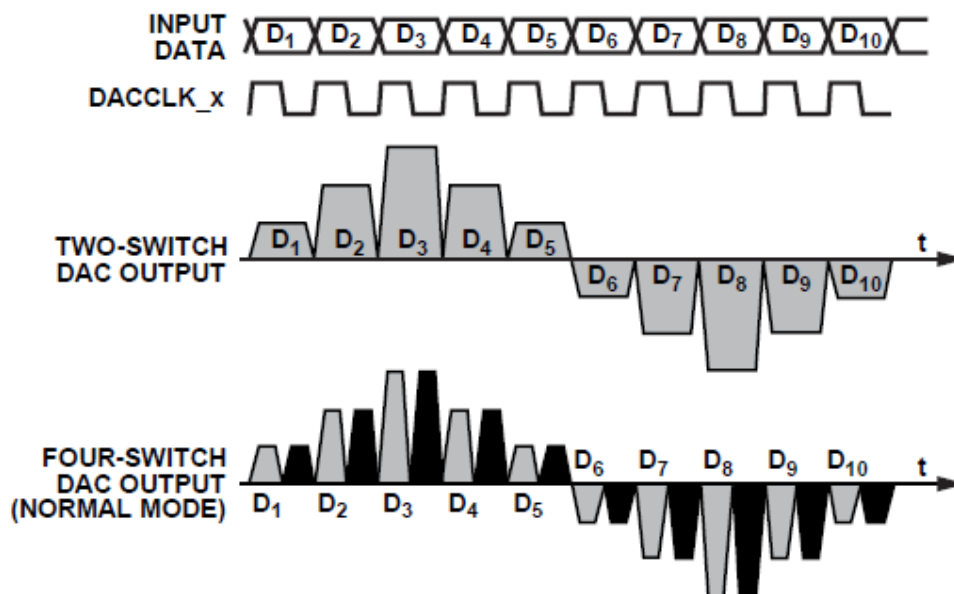 INPUT
DATA
D1 D2 D3 D4 D5 D6 D7 D8 D9 D10
DACCLK_x
TWO-SWITCH
DAC OUTPUT
D1 D2 D3 D4 D5
t
D6 D7 D8 D9 D10
FOUR-SWITCH
DAC OUTPUT
(NORMAL MODE)
D6 D7 D8 D9 D10
t
D1 D2 D3 D4 D5